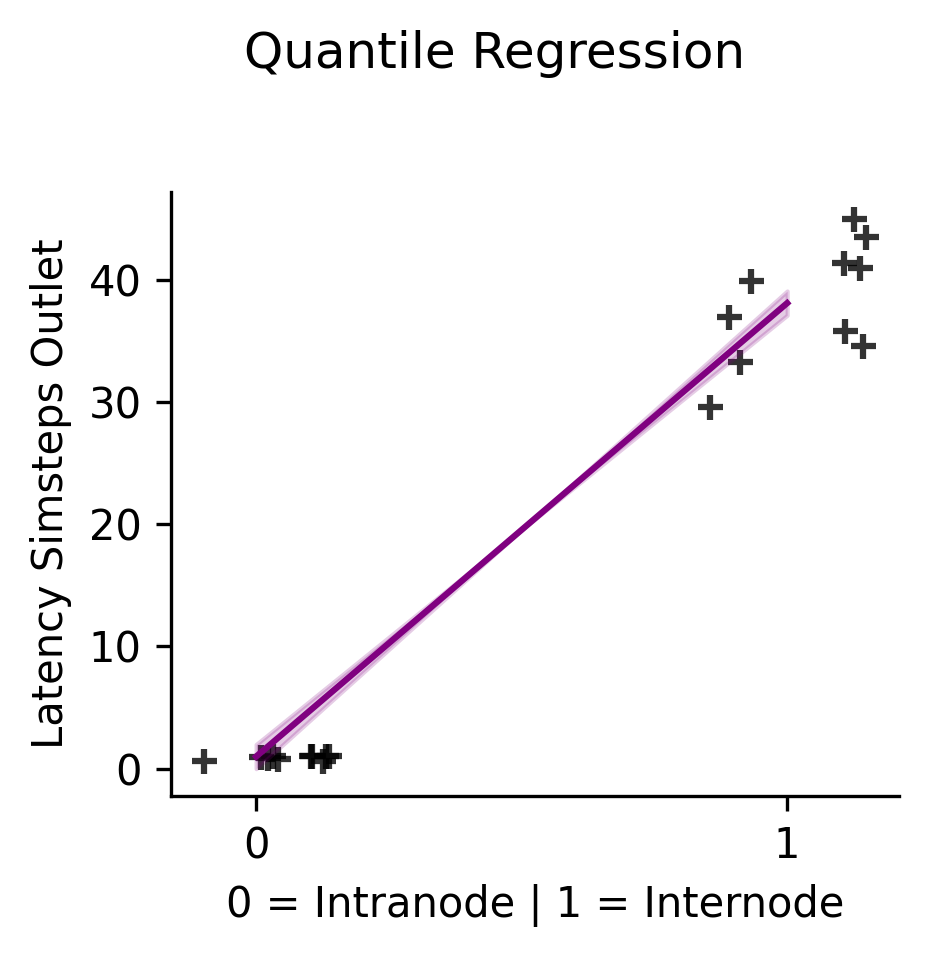 Quantile Regression
Latency Simsteps Outlet
40
30
20
10
0
0 1
0 = Intranode | 1 = Internode